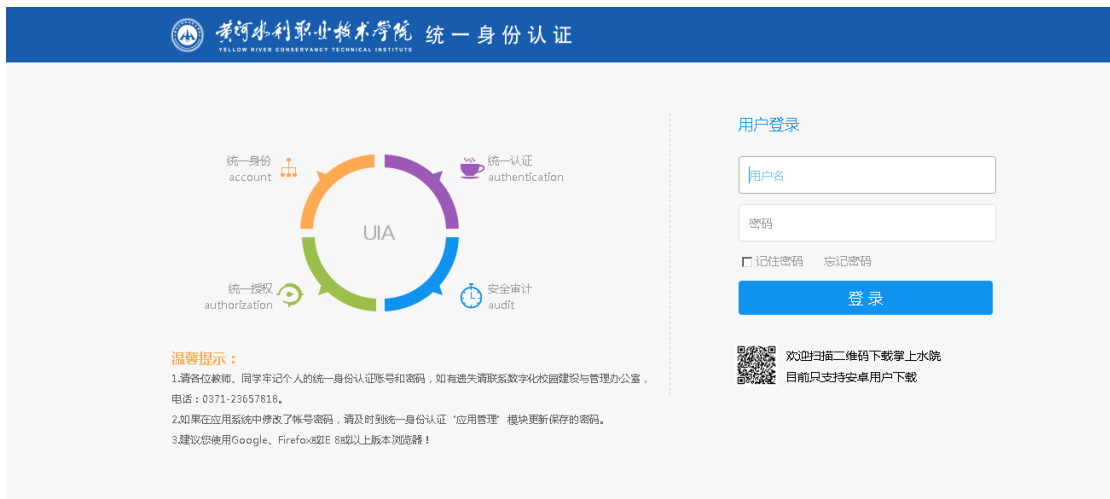 黄河水利职业技术学院 统一身份认证
YELLOW RIVER CONSERVANCY TECHNICAL INSTITUTE
统一身份
account
统一认证
authentication
UIA
统一授权
authorization
安全审计
audit
温馨提示：
1.请各位教师、同学牢记个人的统一身份认证账号和密码，如有遗失请联系数字化校园建设与管理办公室，
电话：0371-23657818。
2.如果在应用系统中修改了帐号密码，请及时到统一身份认证‘应用管理’模块更新保存的密码。
3.建议您使用Google、Firefox或IE 8或以上版本浏览器！
用户登录
用户名
密码
记住密码 忘记密码
登 录
欢迎扫描二维码下载掌上水院
目前只支持安卓用户下载